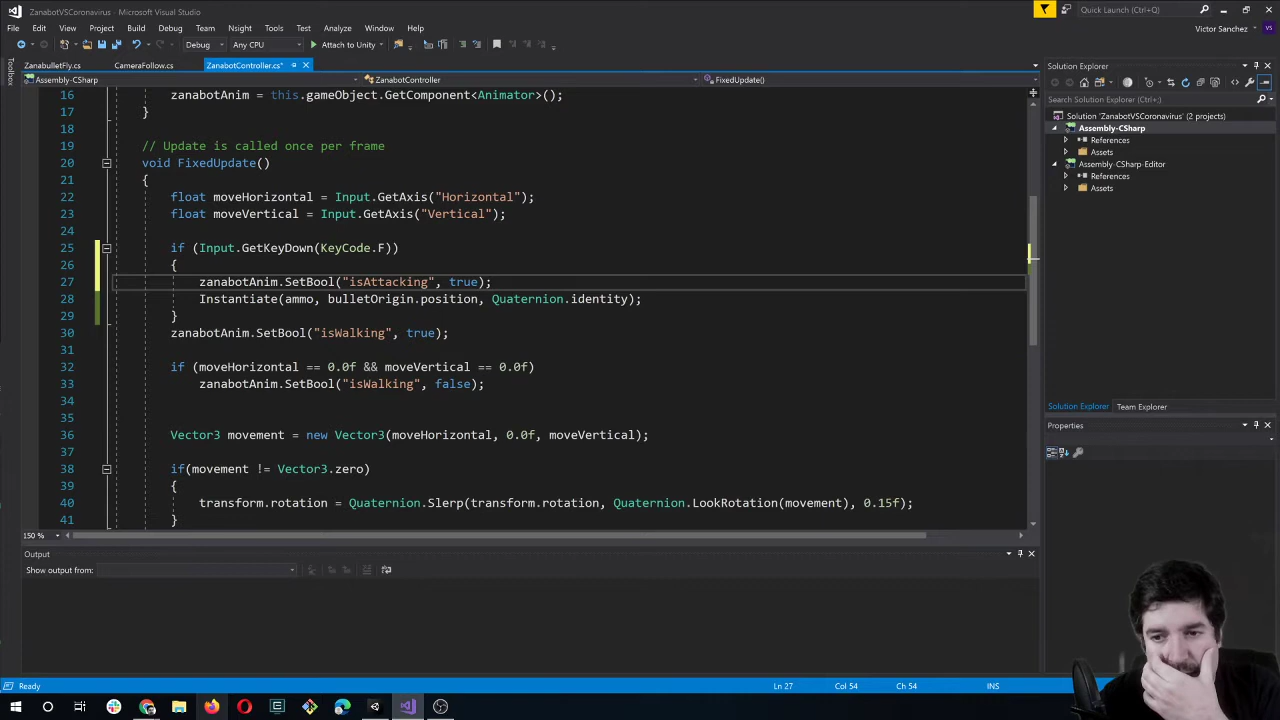 ZanabotVSCoronavirus - Microsoft Visual Studio
Quick Launch (Ctrl+Q)
File Edit View Project Build Debug Team Tools Test Analyze Window Help
Victor Sanchez VS
Debug Any CPU Attach to Unity
ZanabulletFly.cs CameraFollow.cs ZanabotController.cs*
Solution Explorer
Toolbox
Assembly-CSharp ZanabotController FixedUpdate()
Search Solution Explorer (Ctrl+;)
Solution 'ZanabotVSCoronavirus' (2 projects)
Assembly-CSharp
References
Assets
Assembly-CSharp-Editor
References
Assets
16 zanabotAnim = this.gameObject.GetComponent<Animator>();
17 }
18
19 // Update is called once per frame
20 void FixedUpdate()
21 {
22 float moveHorizontal = Input.GetAxis("Horizontal");
23 float moveVertical = Input.GetAxis("Vertical");
24
25 if (Input.GetKeyDown(KeyCode.F))
26 {
27 zanabotAnim.SetBool("isAttacking", true);
28 Instantiate(ammo, bulletOrigin.position, Quaternion.identity);
29 }
30 zanabotAnim.SetBool("isWalking", true);
31
32 if (moveHorizontal == 0.0f && moveVertical == 0.0f)
33 zanabotAnim.SetBool("isWalking", false);
34
35
36 Vector3 movement = new Vector3(moveHorizontal, 0.0f, moveVertical);
37
38 if(movement != Vector3.zero)
39 {
40 transform.rotation = Quaternion.Slerp(transform.rotation, Quaternion.LookRotation(movement), 0.15f);
41 }
150 %
Solution Explorer Team Explorer
Properties
Output
Show output from:
Ready Ln 27 Col 54 Ch 54 INS